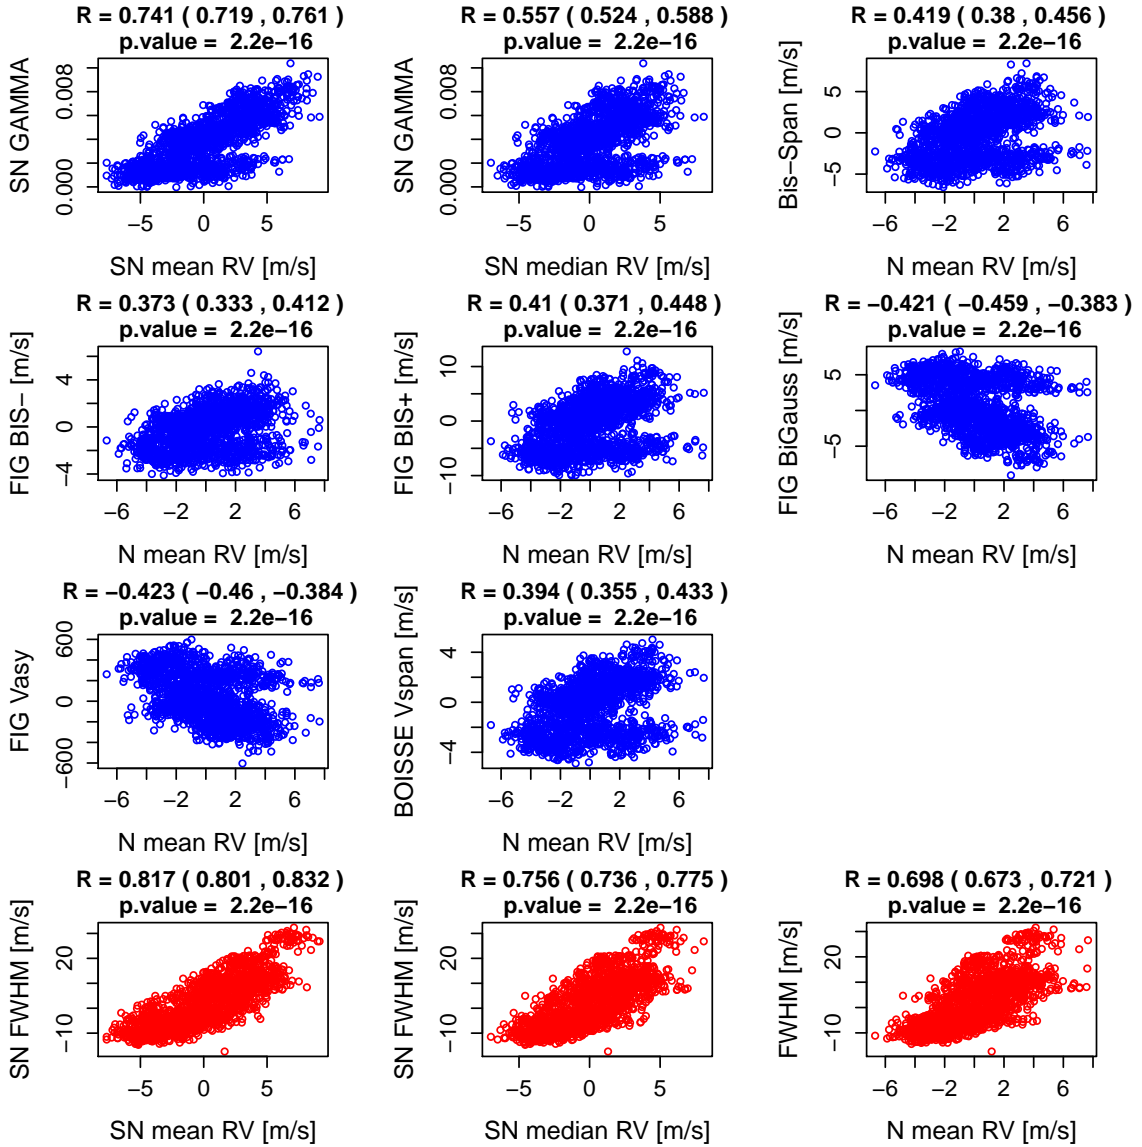 R = 0.741 ( 0.719 , 0.761 )
p.value = 2.2e−16
SN GAMMA
0.000 0.008
−5 0 5
SN mean RV [m/s]
R = 0.557 ( 0.524 , 0.588 )
p.value = 2.2e−16
SN GAMMA
0.000 0.008
−5 0 5
SN median RV [m/s]
R = 0.419 ( 0.38 , 0.456 )
p.value = 2.2e−16
Bis−Span [m/s]
−5 0 5
−6 −2 2 6
N mean RV [m/s]
R = 0.373 ( 0.333 , 0.412 )
p.value = 2.2e−16
FIG BIS− [m/s]
−4 0 4
−6 −2 2 6
N mean RV [m/s]
R = 0.41 ( 0.371 , 0.448 )
p.value = 2.2e−16
FIG BIS+ [m/s]
−10 0 10
−6 −2 2 6
N mean RV [m/s]
R = −0.421 ( −0.459 , −0.383 )
p.value = 2.2e−16
FIG BiGauss [m/s]
−5 5
−6 −2 2 6
N mean RV [m/s]
R = −0.423 ( −0.46 , −0.384 )
p.value = 2.2e−16
FIG Vasy
−600 0 600
−6 −2 2 6
N mean RV [m/s]
R = 0.394 ( 0.355 , 0.433 )
p.value = 2.2e−16
BOISSE Vspan [m/s]
−4 0 4
−6 −2 2 6
N mean RV [m/s]
R = 0.817 ( 0.801 , 0.832 )
p.value = 2.2e−16
SN FWHM [m/s]
−10 20
−5 0 5
SN mean RV [m/s]
R = 0.756 ( 0.736 , 0.775 )
p.value = 2.2e−16
SN FWHM [m/s]
−10 20
−5 0 5
SN median RV [m/s]
R = 0.698 ( 0.673 , 0.721 )
p.value = 2.2e−16
FWHM [m/s]
−10 20
−6 −2 2 6
N mean RV [m/s]